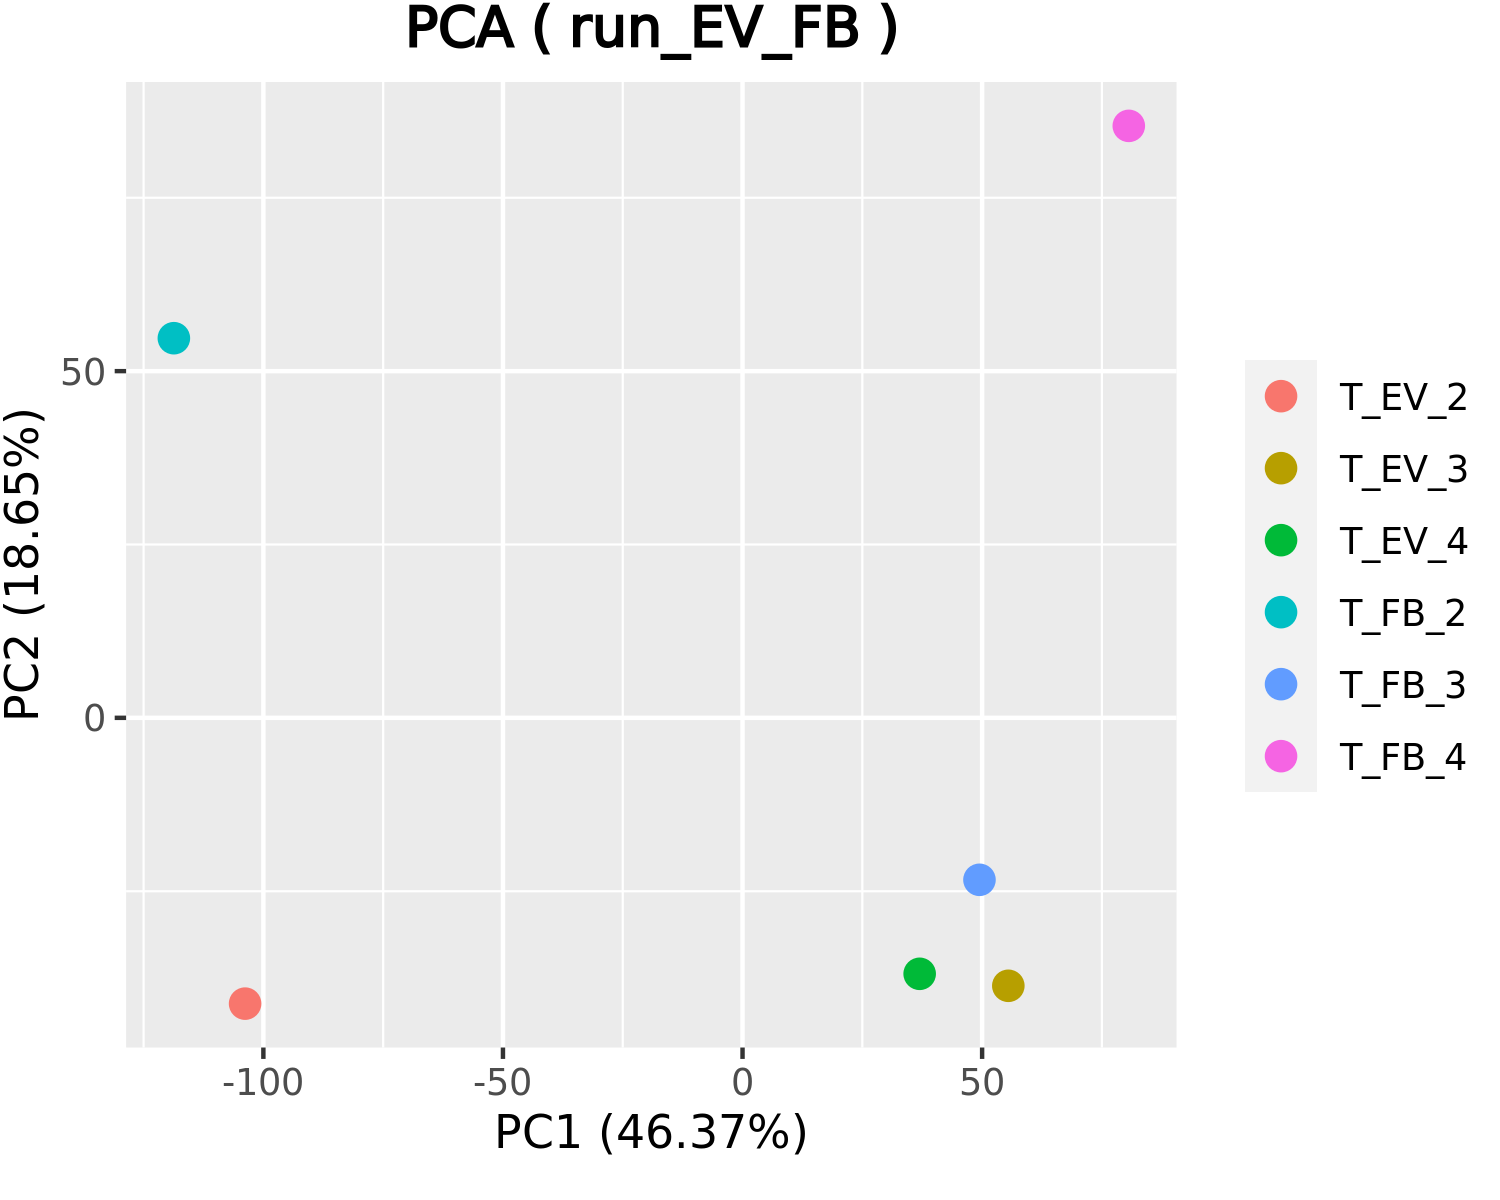 PCA ( run_EV_FB )
PC2 (18.65%)
50
0
-100
-50
0
50
PC1 (46.37%)
T_EV_2
T_EV_3
T_EV_4
T_FB_2
T_FB_3
T_FB_4